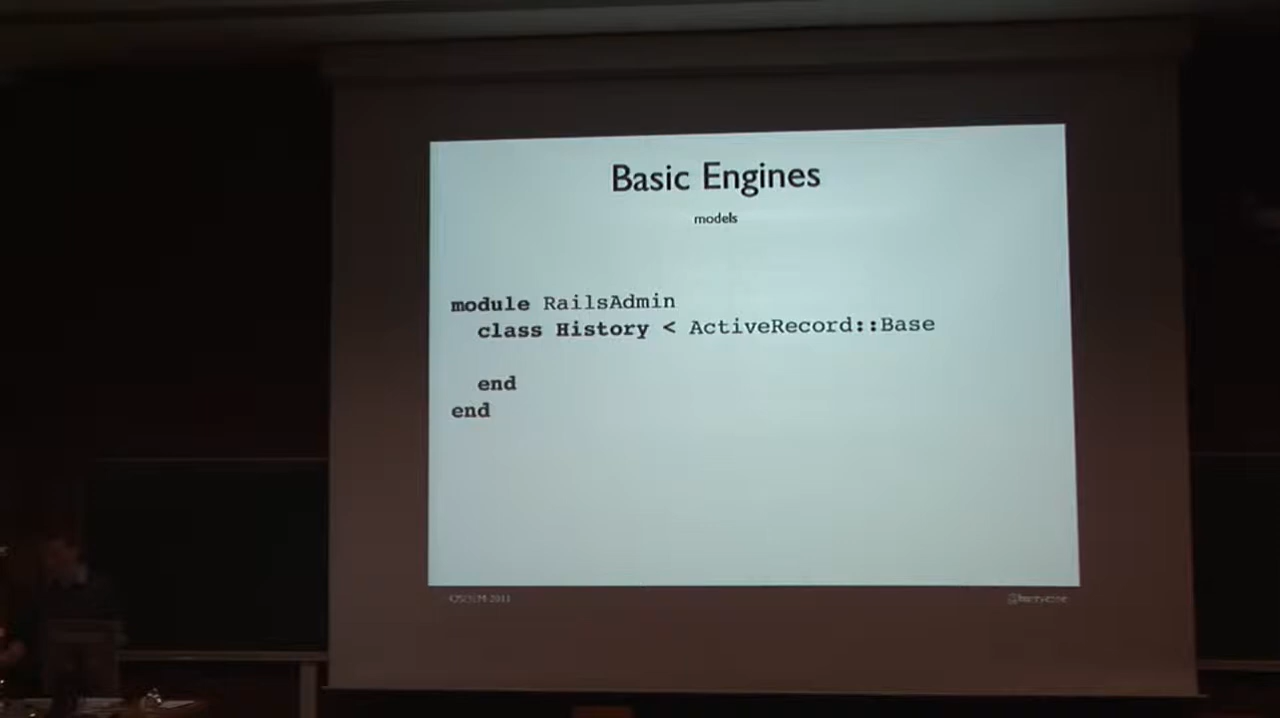 Basic Engines
models
module RailsAdmin
class History < ActiveRecord::Base
end
end